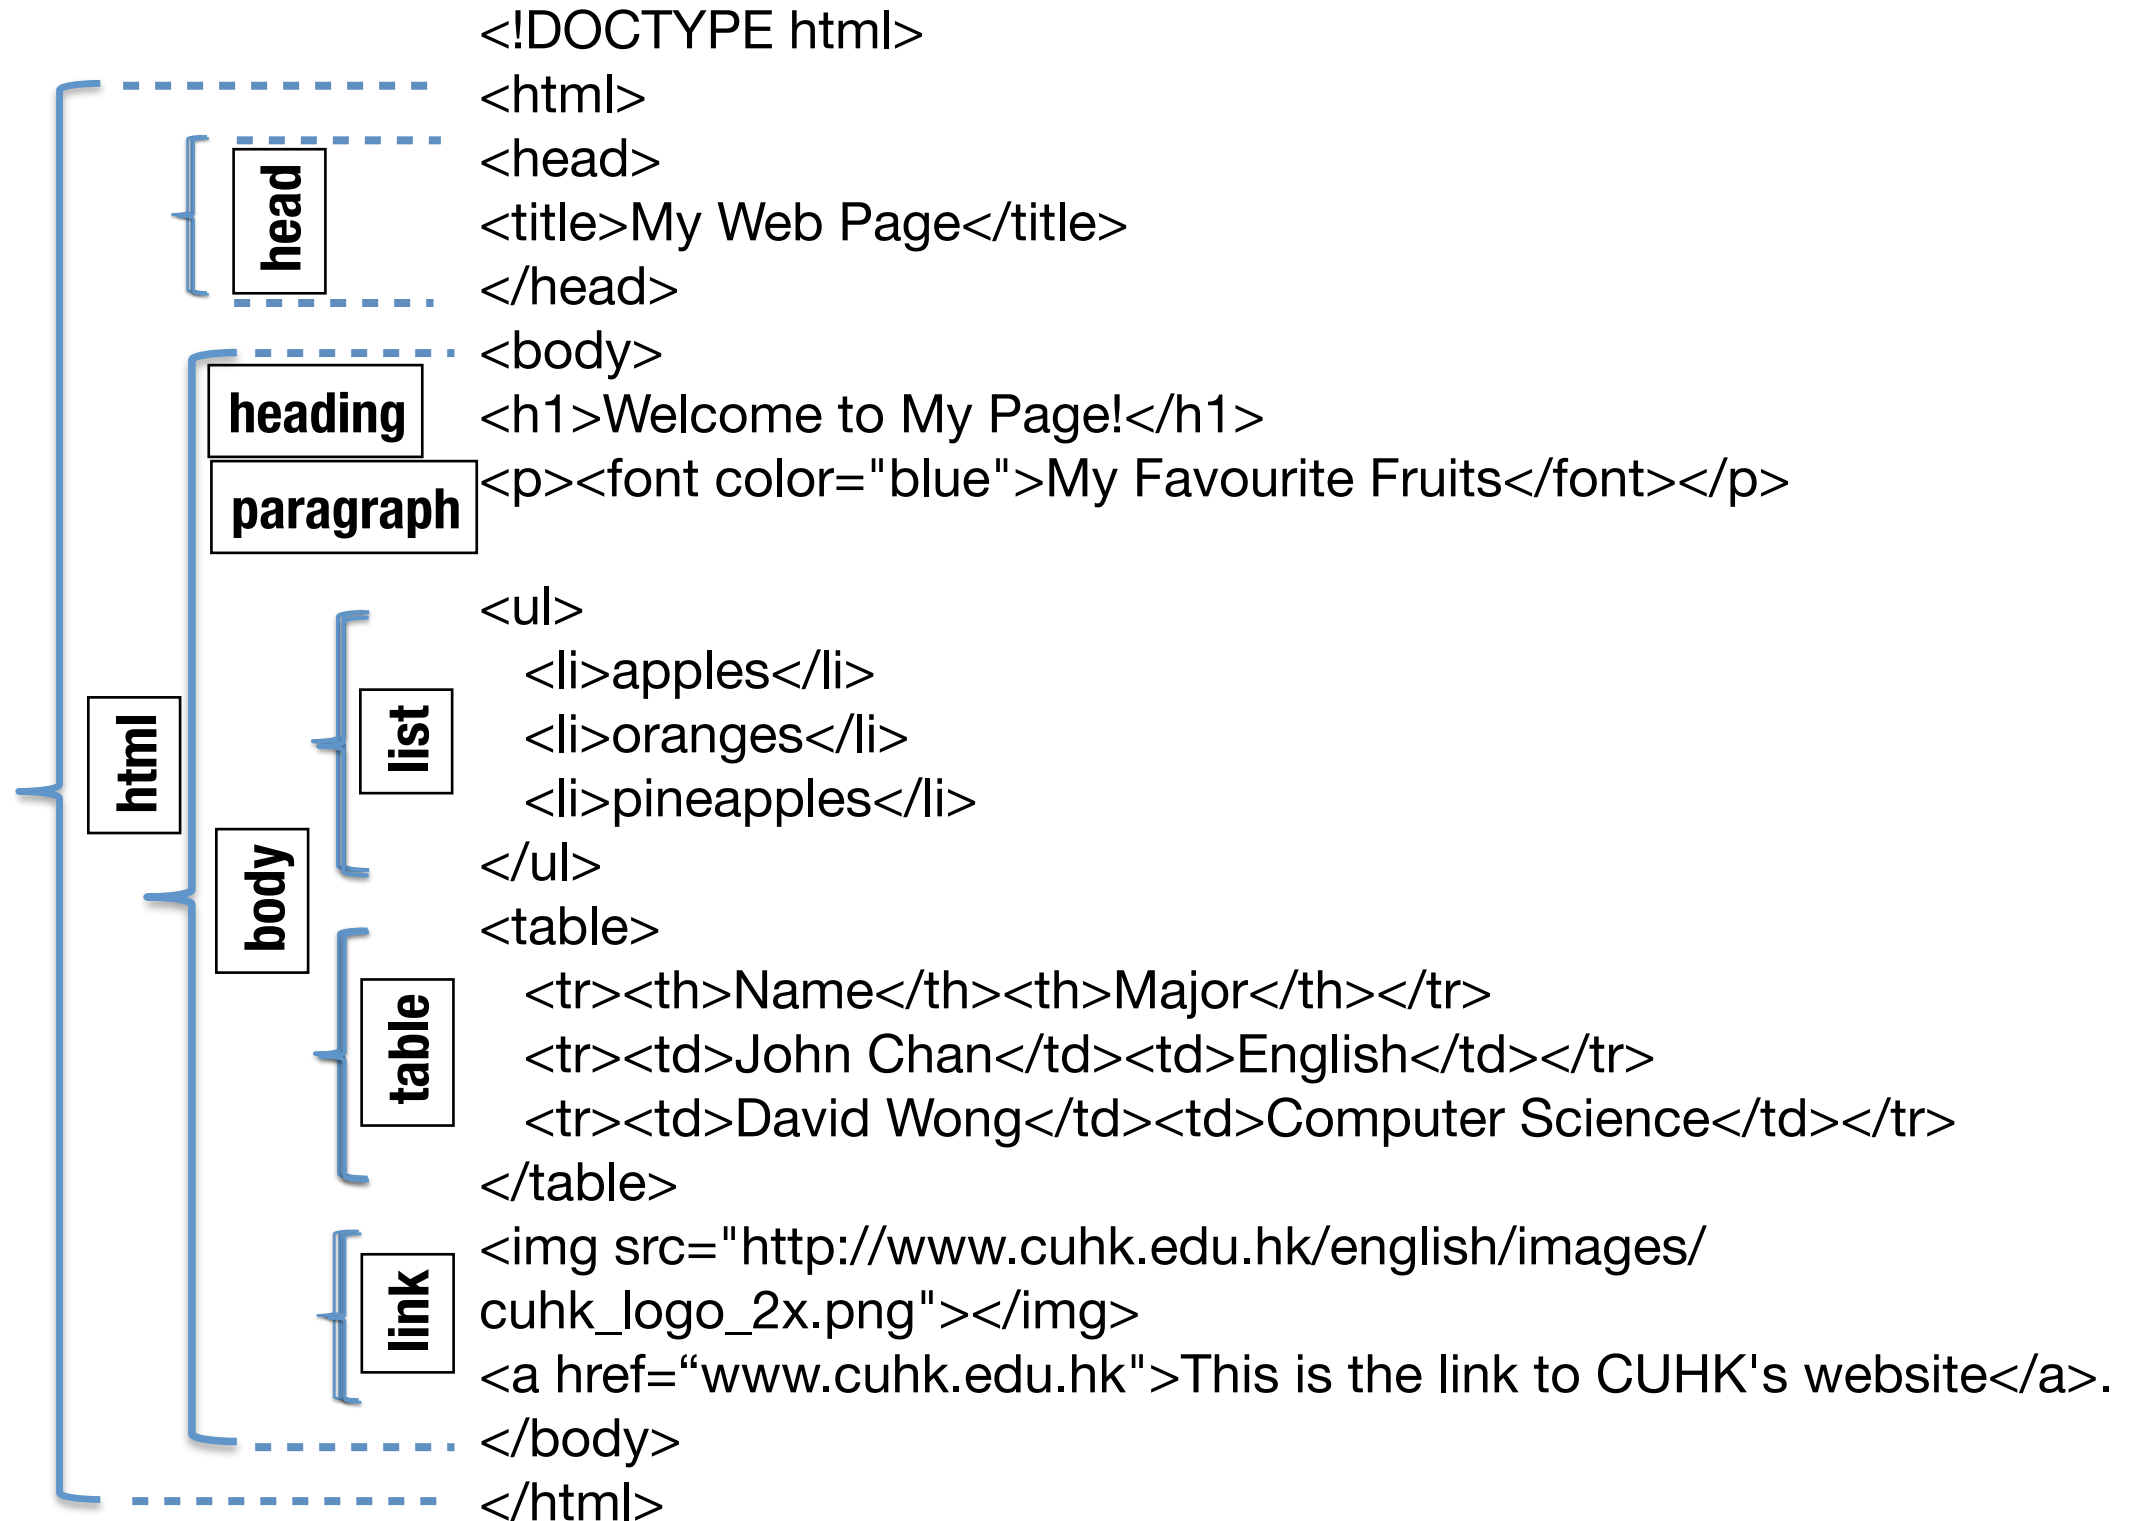 <!DOCTYPE html>
<html>
<head>
head
<title>My Web Page</title>
</head>
<body>
heading
<h1>Welcome to My Page!</h1>
paragraph
<p><font color="blue">My Favourite Fruits</font></p>
<ul>
<li>apples</li>
list
<li>oranges</li>
html
<li>pineapples</li>
</ul>
body
<table>
<tr><th>Name</th><th>Major</th></tr>
table
<tr><td>John Chan</td><td>English</td></tr>
<tr><td>David Wong</td><td>Computer Science</td></tr>
</table>
<img src="http://www.cuhk.edu.hk/english/images/
link
cuhk_logo_2x.png"></img>
<a href=“www.cuhk.edu.hk">This is the link to CUHK's website</a>.
</body>
</html>